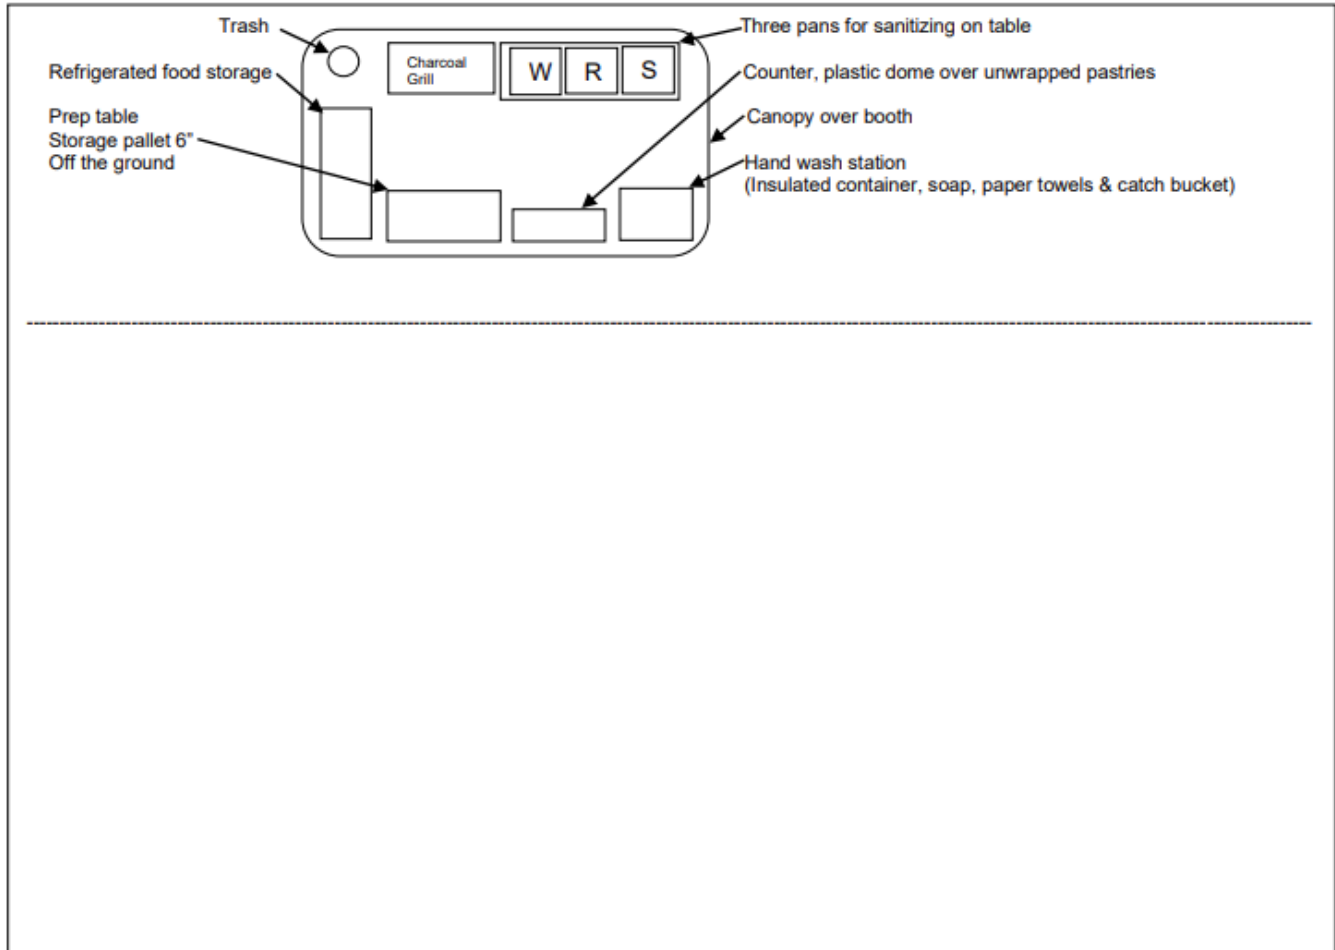 Trash
Three pans for sanitizing on table
Charcoal
Grill
W R S
Refrigerated food storage
Counter, plastic dome over unwrapped pastries
Prep table
Storage pallet 6”
Off the ground
Canopy over booth
Hand wash station
(Insulated container, soap, paper towels & catch bucket)